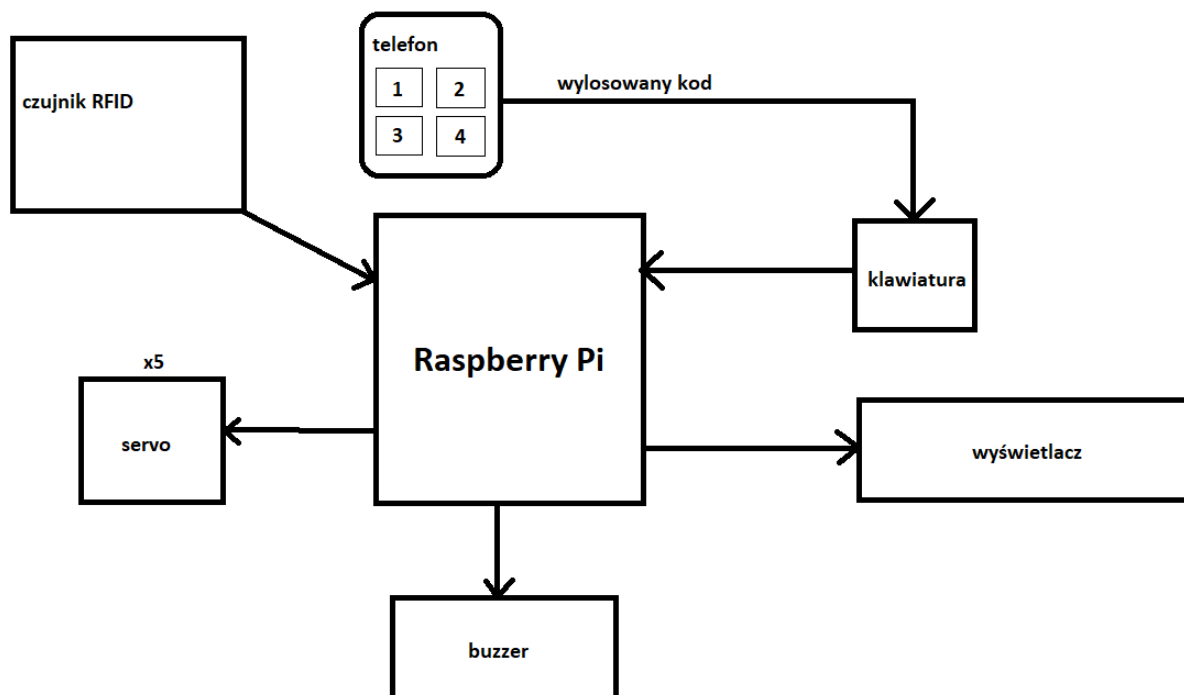 telefon
1 2
3 4
wylosowany kod
czujnik RFID
klawiatura
Raspberry Pi
x5
servo
wyświetlacz
buzzer